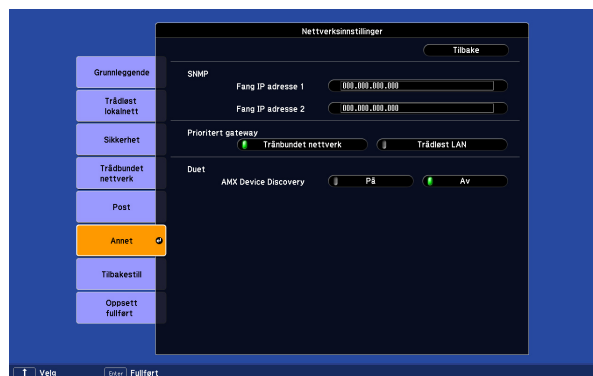 Nettverksinnstillinger
Tilbake
Grunnleggende
Trådløst
lokalnett
Sikkerhet
Trådbundet
nettverk
Post
Annet
Tilbakestill
Oppsett
fullført
SNMP
Fang IP adresse 1 000.000.000.000
Fang IP adresse 2 000.000.000.000
Prioritert gateway
Trånbundet nettverk Trådløst LAN
Duet
AMX Device Discovery På Av
Velg Enter Fullført